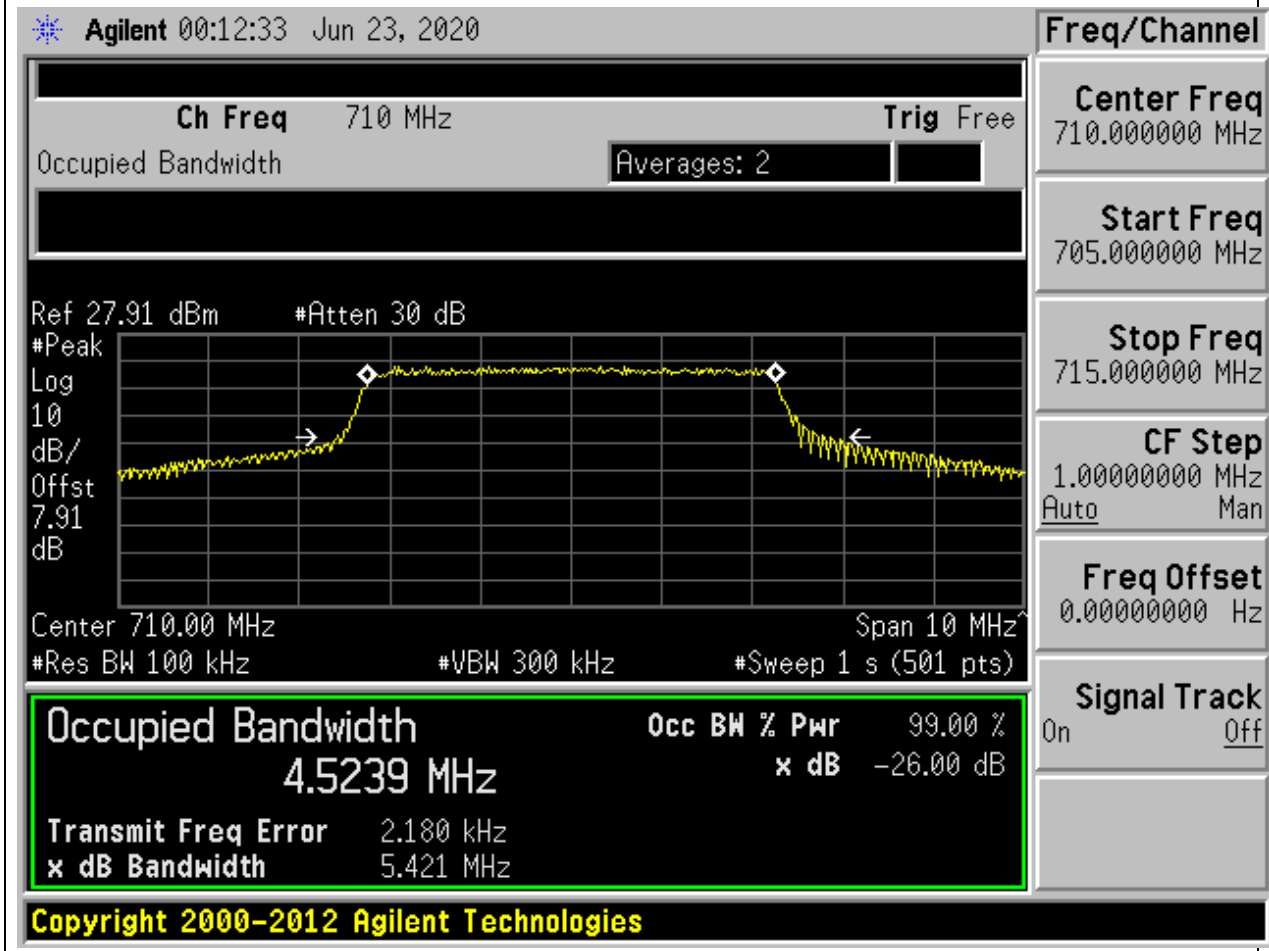 Agilent 00:12:33 Jun 23, 2020
Ch Freq 710 MHz Trig Free
Occupied Bandwidth Averages: 2
Ref 27.91 dBm #Atten 30 dB
#Peak
Log
10
dB/
Offst
7.91
dB
Center 710.00 MHz Span 10 MHz^
#Res BW 100 kHz #VBW 300 kHz #Sweep 1 s (501 pts)
Occupied Bandwidth Occ BW % Pwr 99.00 %
4.5239 MHz x dB -26.00 dB
Transmit Freq Error 2.180 kHz
x dB Bandwidth 5.421 MHz
Copyright 2000-2012 Agilent Technologies
Freq/Channel
Center Freq
710.000000 MHz
Start Freq
705.000000 MHz
Stop Freq
715.000000 MHz
CF Step
1.00000000 MHz
Auto Man
Freq Offset
0.00000000 Hz
Signal Track
On Off